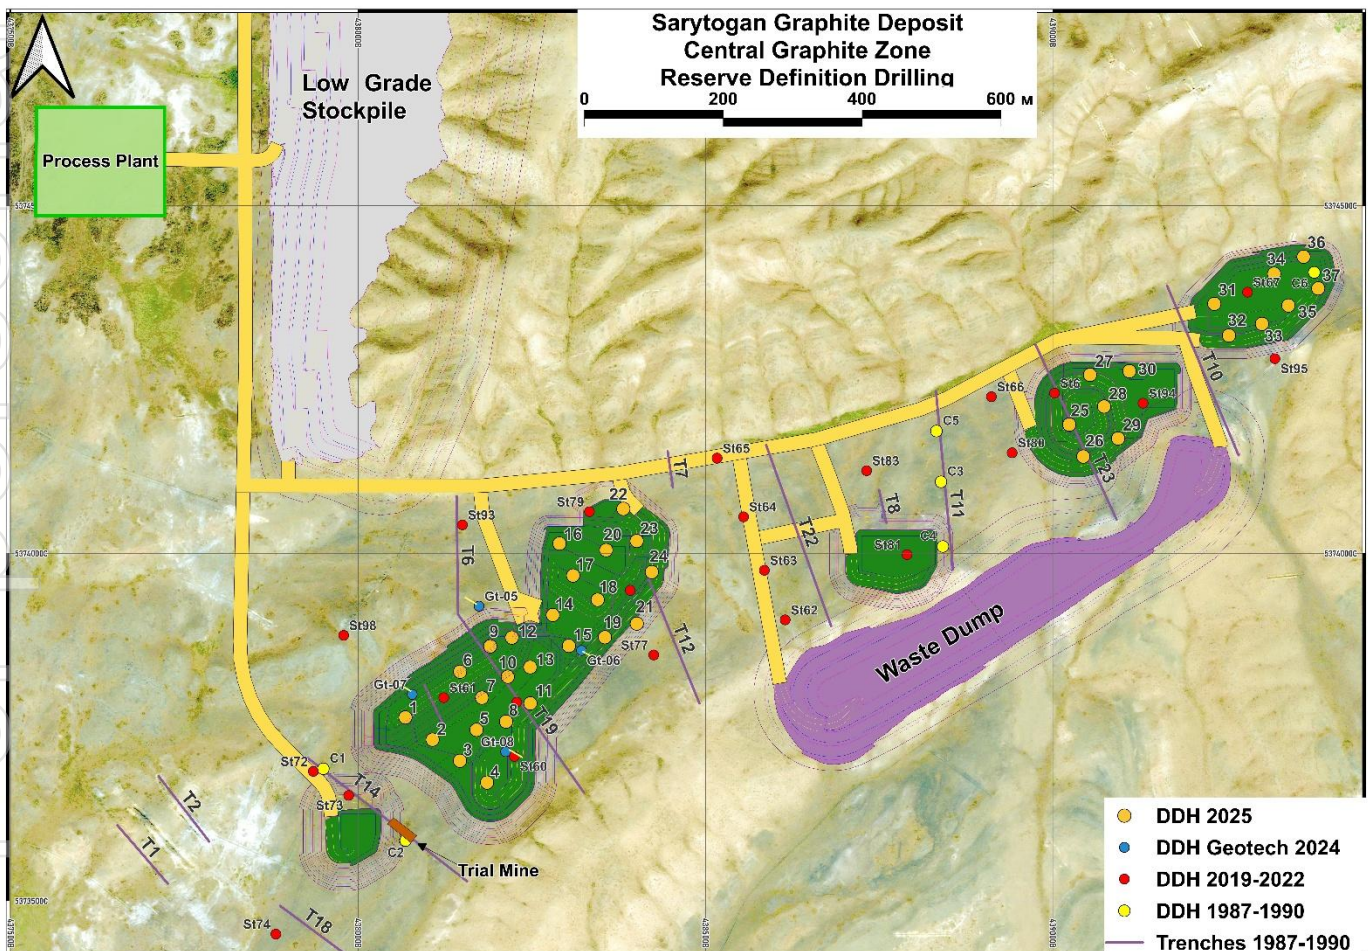 Sarytogan Graphite Deposit
Central Graphite Zone
Reserve Definition Drilling
0 200 400 600 м
Low Grade
Stockpile
Process Plant
36
34
St67 C6 37
31
35
32
33
St95
T10
27
30
St66
St6
28
St94
25
29
26
T23
St80
C5
St65
T7
St83
C3
T8
T11
St64
T22
C4
St81
St63
St62
Waste Dump
St79
22
St93
T6
16
20
23
17
24
18
Gt-05
14
21
9
12
15
19
St77
T12
Gt-06
St98
6
10
13
Gt-07
St61
7
11
1
2
5
8
T19
3
Gt-08
St60
4
St72
C1
T14
St73
C2
Trial Mine
T2
T1
St74
T18
DDH 2025
DDH Geotech 2024
DDH 2019-2022
DDH 1987-1990
Trenches 1987-1990